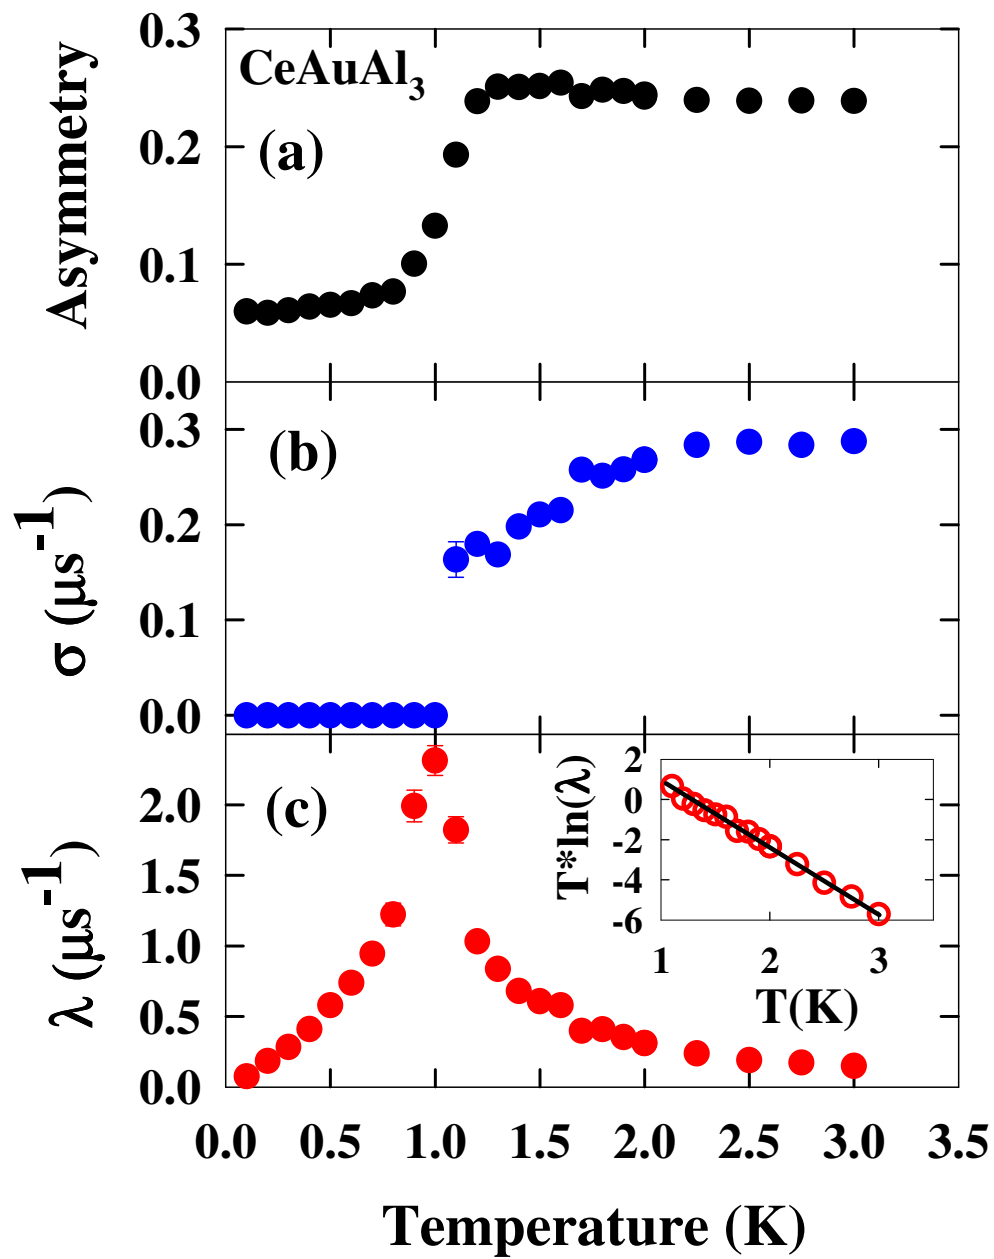 0.3
CeAuAl3
(a)
0.2
0.1
0.0
Asymmetry
0.3
(b)
0.2
0.1
0.0
σ (μs-1)
(c)
2.0
1.5
1.0
0.5
0.0
λ (μs-1)
2
0
-2
-4
-6
T*ln(λ)
1 2 3
T(K)
0.0 0.5 1.0 1.5 2.0 2.5 3.0 3.5
Temperature (K)